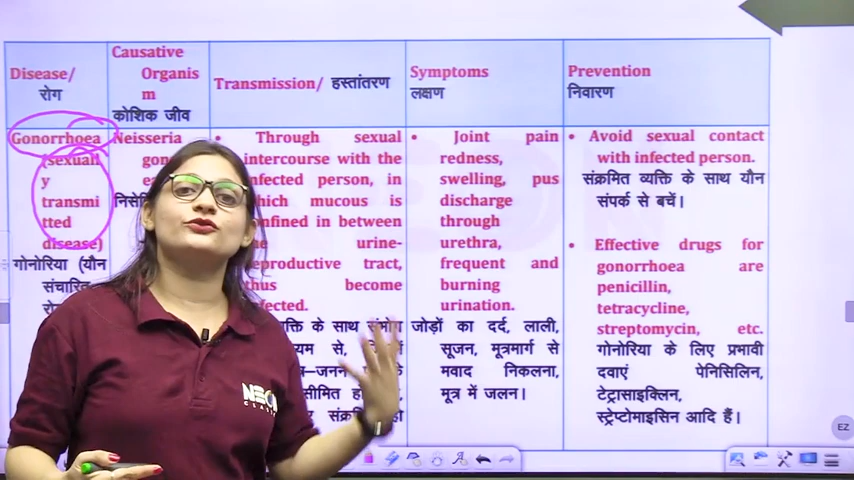 Disease/
रोग
Causative
Organis
m
कोशिक जीव
Transmission/ हस्तांतरण
Symptoms
लक्षण
Prevention
निवारण
Gonorrhoea
(sexuall
y
transmi
tted
disease)
गोनोरिया (यौन
संचारित
Neisseria
gon
• Through sexual
intercourse with the
infected person, in
which mucous is
confined in between
urine-
reproductive tract,
thus become
के साथ संभोग
• Joint pain
redness,
swelling, pus
discharge
through
urethra,
frequent and
burning
urination.
जोड़ों का दर्द, लाली,
सूजन, मूत्रमार्ग से
मवाद निकलना,
मूत्र में जलन।
• Avoid sexual contact
with infected person.
संक्रमित व्यक्ति के साथ यौन
संपर्क से बचें।
• Effective drugs for
gonorrhoea are
penicillin,
tetracycline,
streptomycin, etc.
गोनोरिया के लिए प्रभावी
दवाएं पेनिसिलिन,
टेट्रासाइक्लिन,
स्ट्रेप्टोमाइसिन आदि हैं।
NEON
CLASSES
EZ